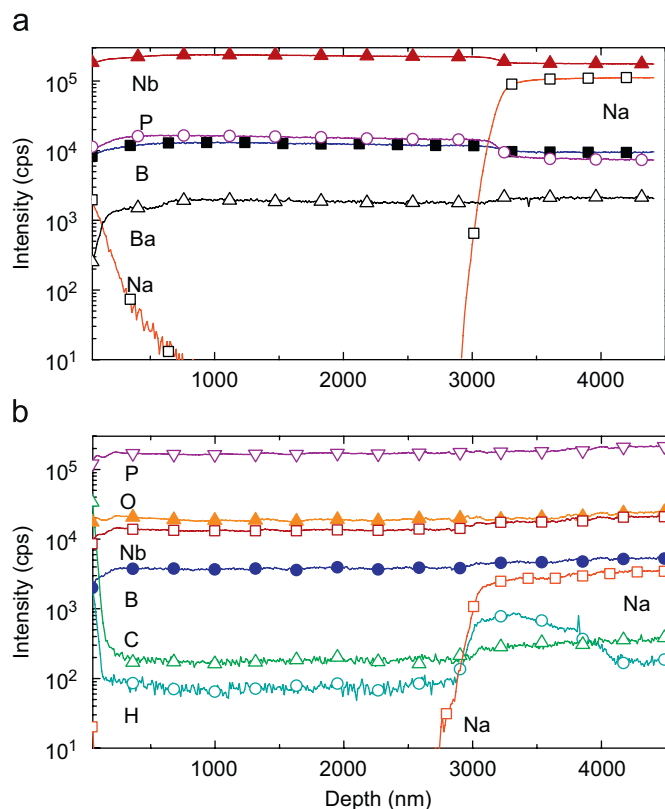 a
10⁵
10⁴
10³
10²
10¹
Intensity (cps)
Nb
P
B
Ba
Na
Na
1000 2000 3000 4000
b
10⁵
10⁴
10³
10²
10¹
Intensity (cps)
P
O
Nb
B
C
H
Na
Na
1000 2000 3000 4000
Depth (nm)